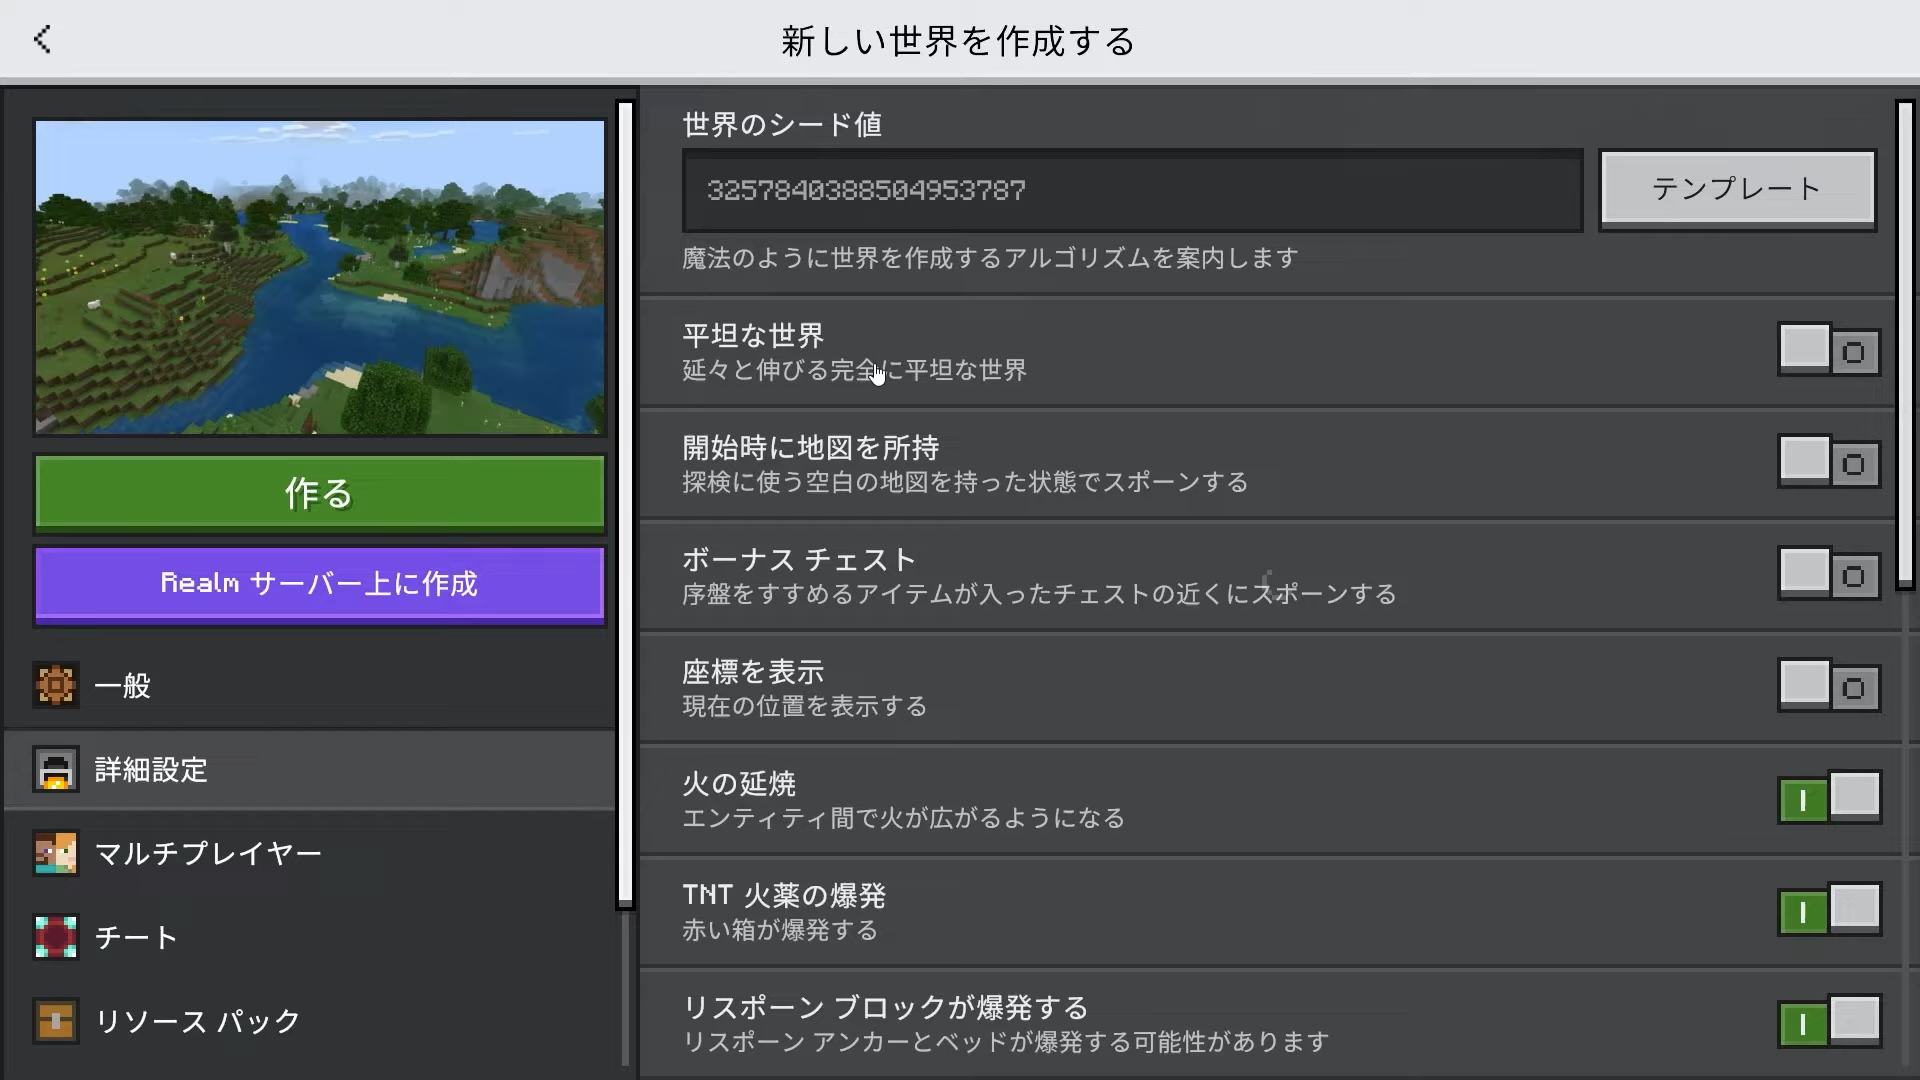 新しい世界を作成する
作る
Realm サーバー上に作成
一般
詳細設定
マルチプレイヤー
チート
リソース パック
世界のシード値
3257840388504953787
テンプレート
魔法のように世界を作成するアルゴリズムを案内します
平坦な世界
延々と伸びる完全に平坦な世界
開始時に地図を所持
探検に使う空白の地図を持った状態でスポーンする
ボーナス チェスト
序盤をすすめるアイテムが入ったチェストの近くにスポーンする
座標を表示
現在の位置を表示する
火の延焼
エンティティ間で火が広がるようになる
TNT 火薬の爆発
赤い箱が爆発する
リスポーン ブロックが爆発する
リスポーン アンカーとベッドが爆発する可能性があります